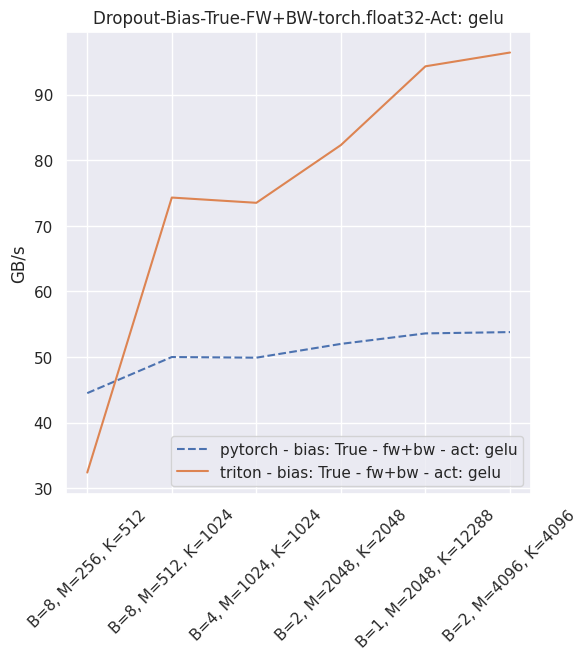 Dropout-Bias-True-FW+BW-torch.float32-Act: gelu
GB/s
90
80
70
60
50
40
30
pytorch - bias: True - fw+bw - act: gelu
triton - bias: True - fw+bw - act: gelu
B=8, M=256, K=512
B=8, M=512, K=1024
B=4, M=1024, K=1024
B=2, M=2048, K=2048
B=1, M=2048, K=12288
B=2, M=4096, K=4096